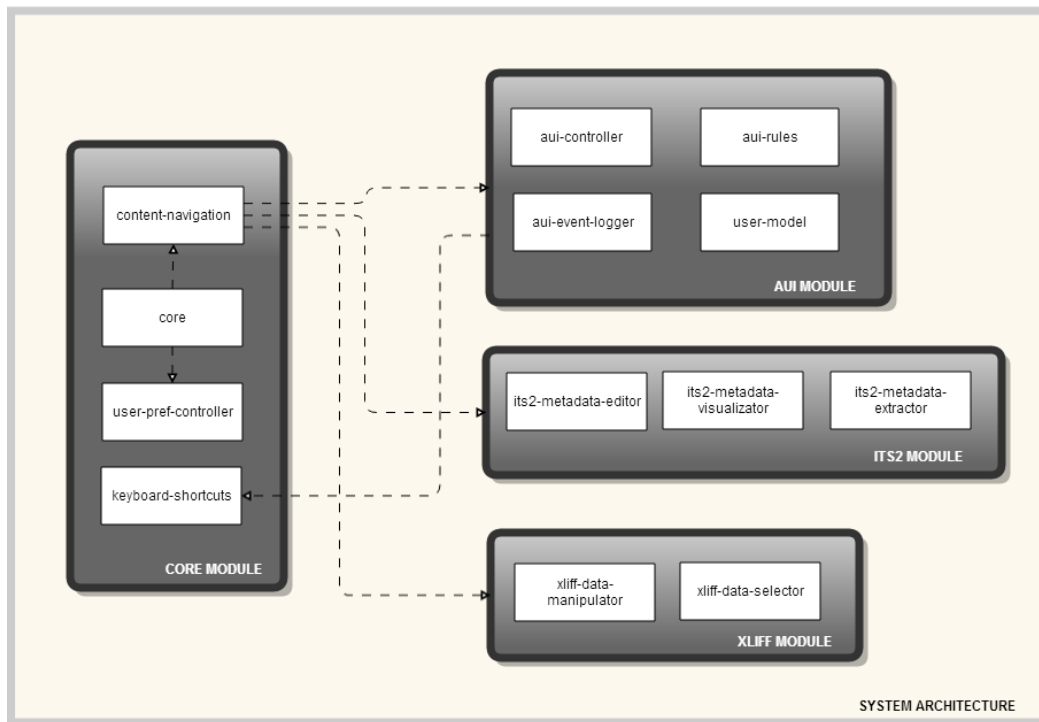 content-navigation
core
user-pref-controller
keyboard-shortcuts
CORE MODULE
aui-controller
aui-rules
aui-event-logger
user-model
AUI MODULE
its2-metadata-editor
its2-metadata-
visualizator
its2-metadata-
extractor
ITS2 MODULE
xliff-data-
manipulator
xliff-data-selector
XLIFF MODULE
SYSTEM ARCHITECTURE